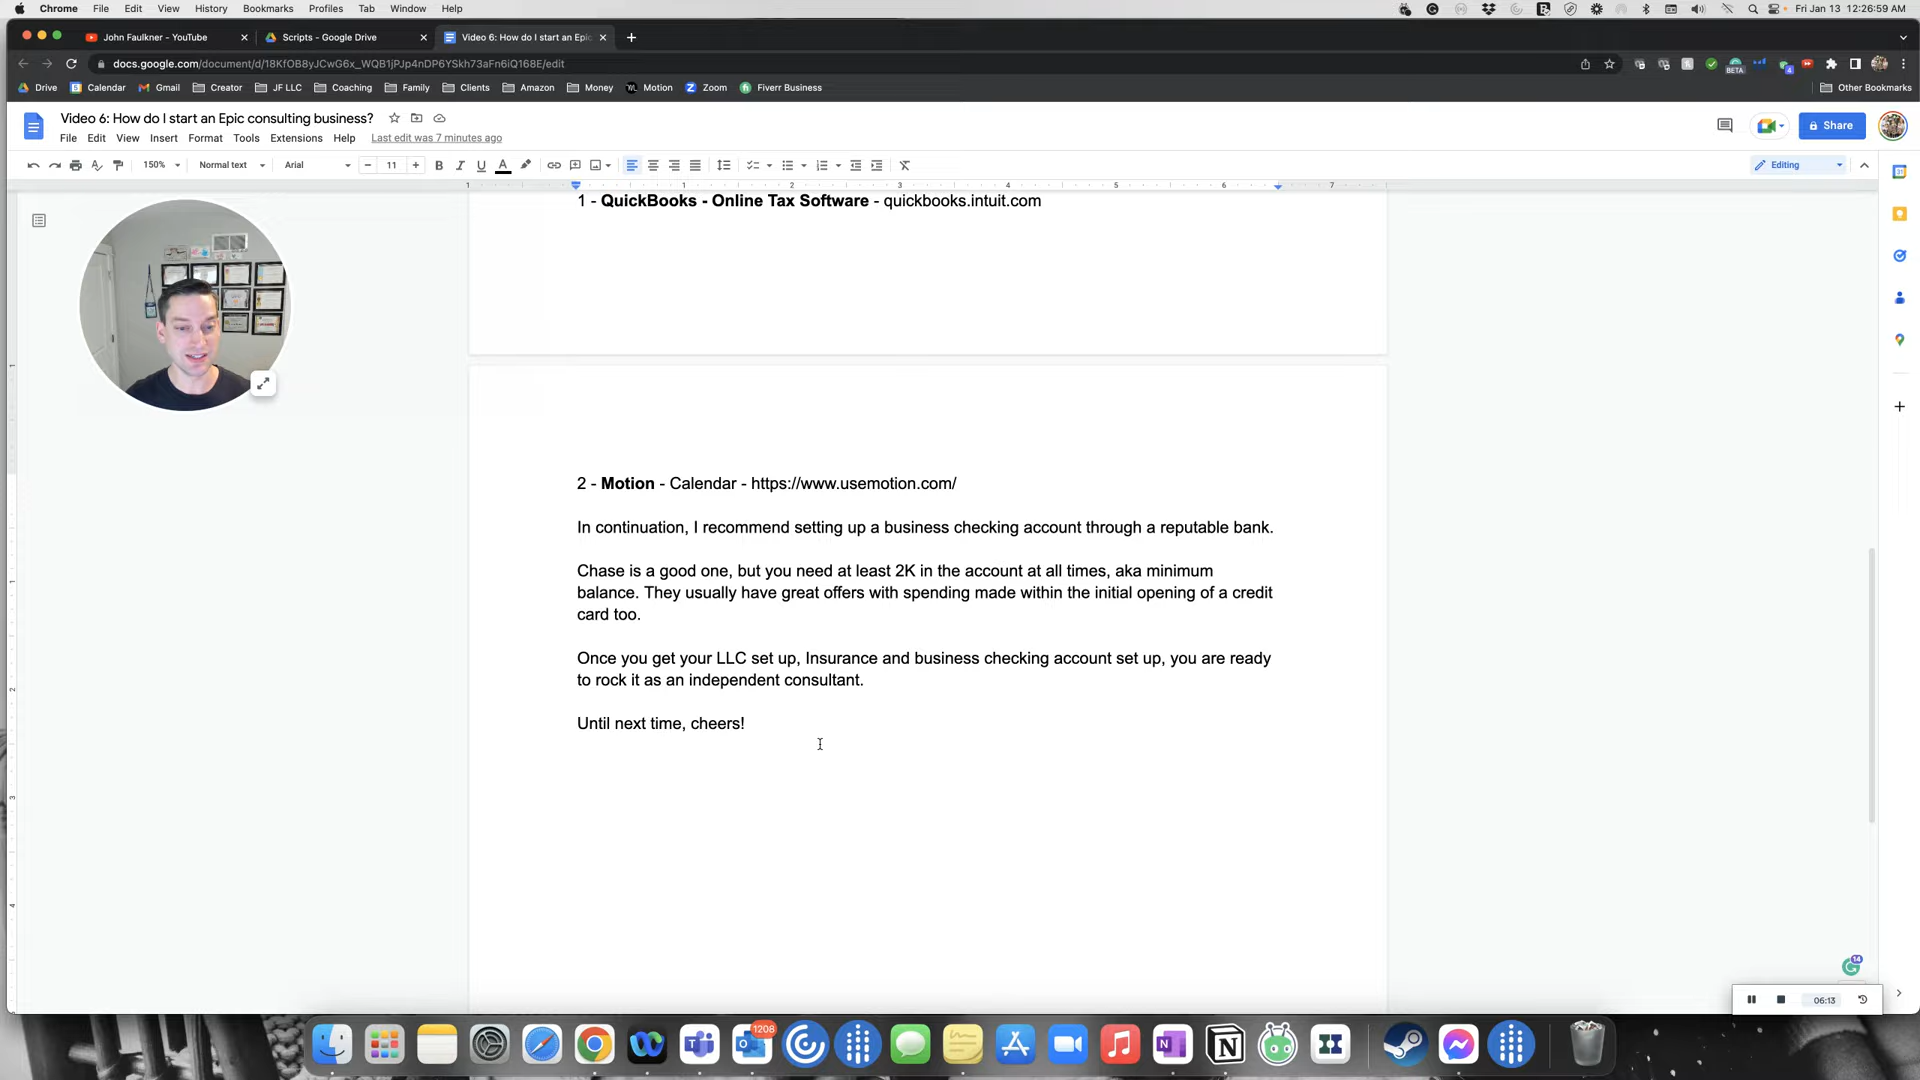 Chrome File Edit View History Bookmarks Profiles Tab Window Help Fri Jan 13 12:26:59 AM
John Faulkner - YouTube Scripts - Google Drive Video 6: How do I start an Epic
docs.google.com/document/d/18KfOB8yJCwG6x_WQB1jPJp4nDP6YSkh73aFn6iQ168E/edit
Drive Calendar Gmail Creator JF LLC Coaching Family Clients Amazon Money Motion Zoom Fiverr Business Other Bookmarks
Video 6: How do I start an Epic consulting business?
File Edit View Insert Format Tools Extensions Help Last edit was 7 minutes ago Share
150% Normal text Arial 11 Editing
1 - QuickBooks - Online Tax Software - quickbooks.intuit.com
2 - Motion - Calendar - https://www.usemotion.com/
In continuation, I recommend setting up a business checking account through a reputable bank.
Chase is a good one, but you need at least 2K in the account at all times, aka minimum
balance. They usually have great offers with spending made within the initial opening of a credit
card too.
Once you get your LLC set up, Insurance and business checking account set up, you are ready
to rock it as an independent consultant.
Until next time, cheers!
06:13
1208